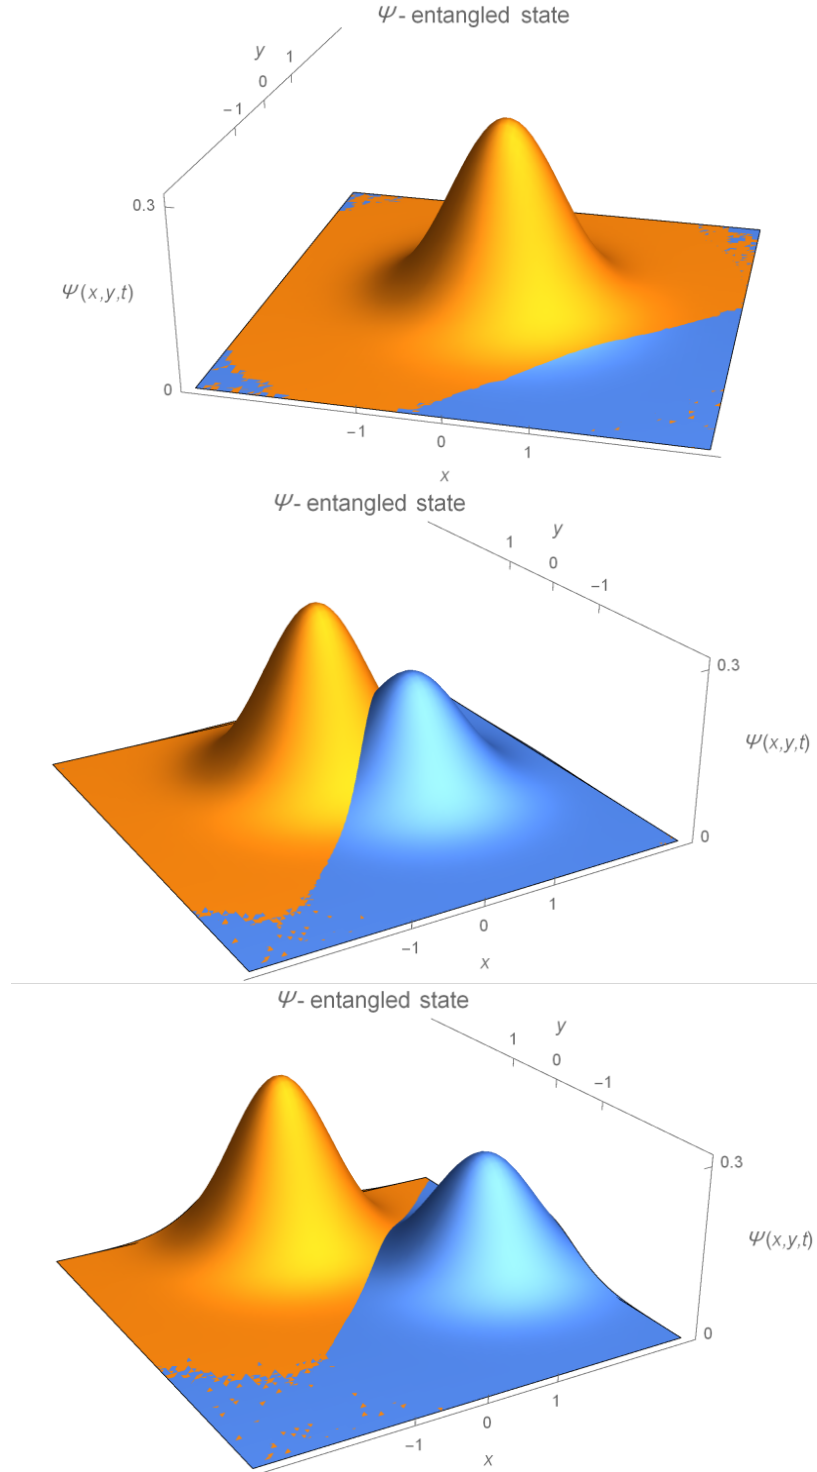 Ψ- entangled state
y
1
0
−1
0.3
Ψ(x,y,t)
0
−1
0
1
x
Ψ- entangled state
y
1
0
−1
0.3
Ψ(x,y,t)
0
1
0
−1
x
Ψ- entangled state
y
1
0
−1
0.3
Ψ(x,y,t)
0
1
0
−1
x